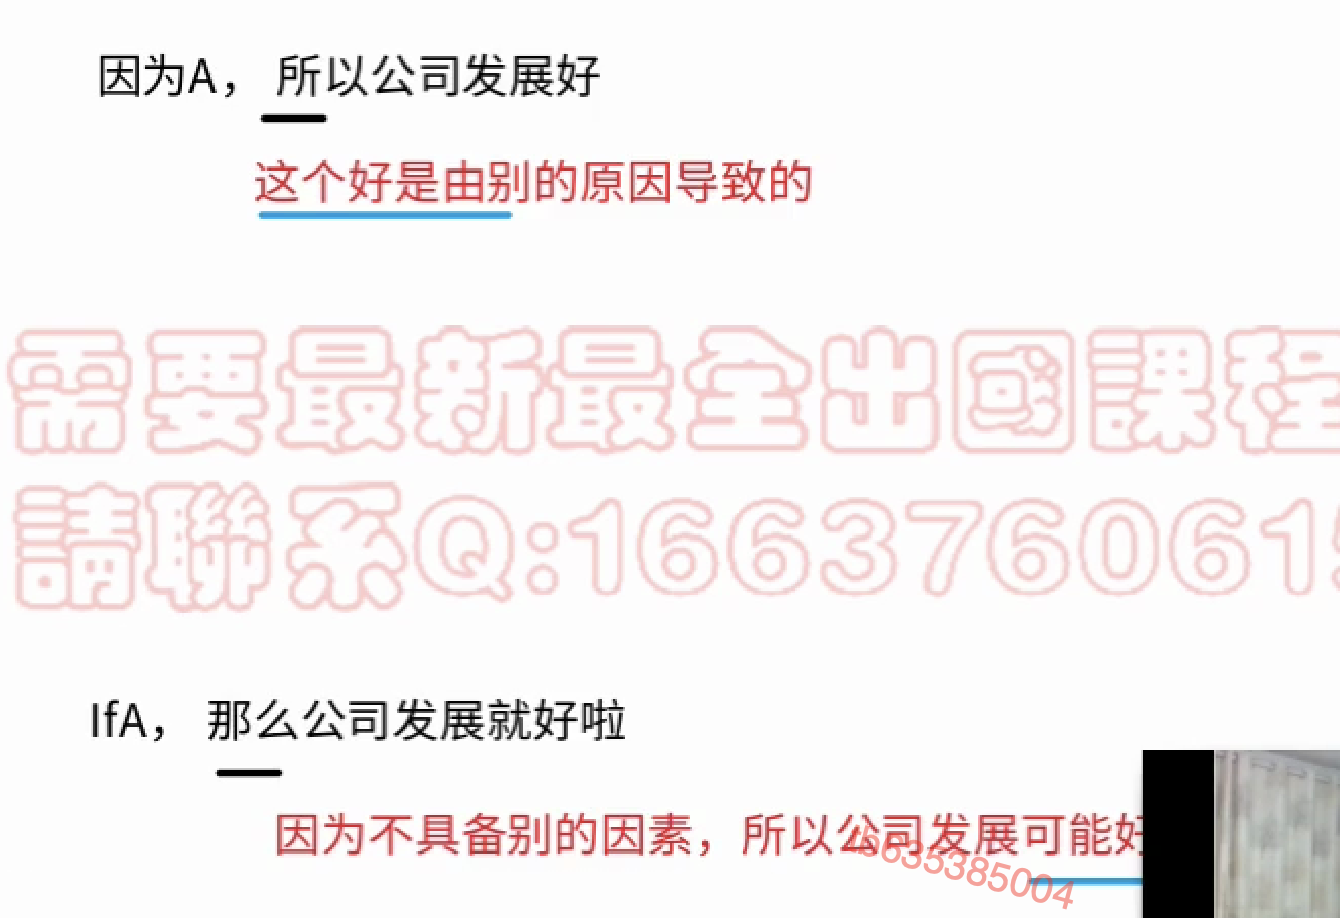 因为A， 所以公司发展好
这个好是由别的原因导致的
需要最新最全出國課程
請聯系Q:166376061
IfA， 那么公司发展就好啦
因为不具备别的因素，所以公司发展可能好
635385004